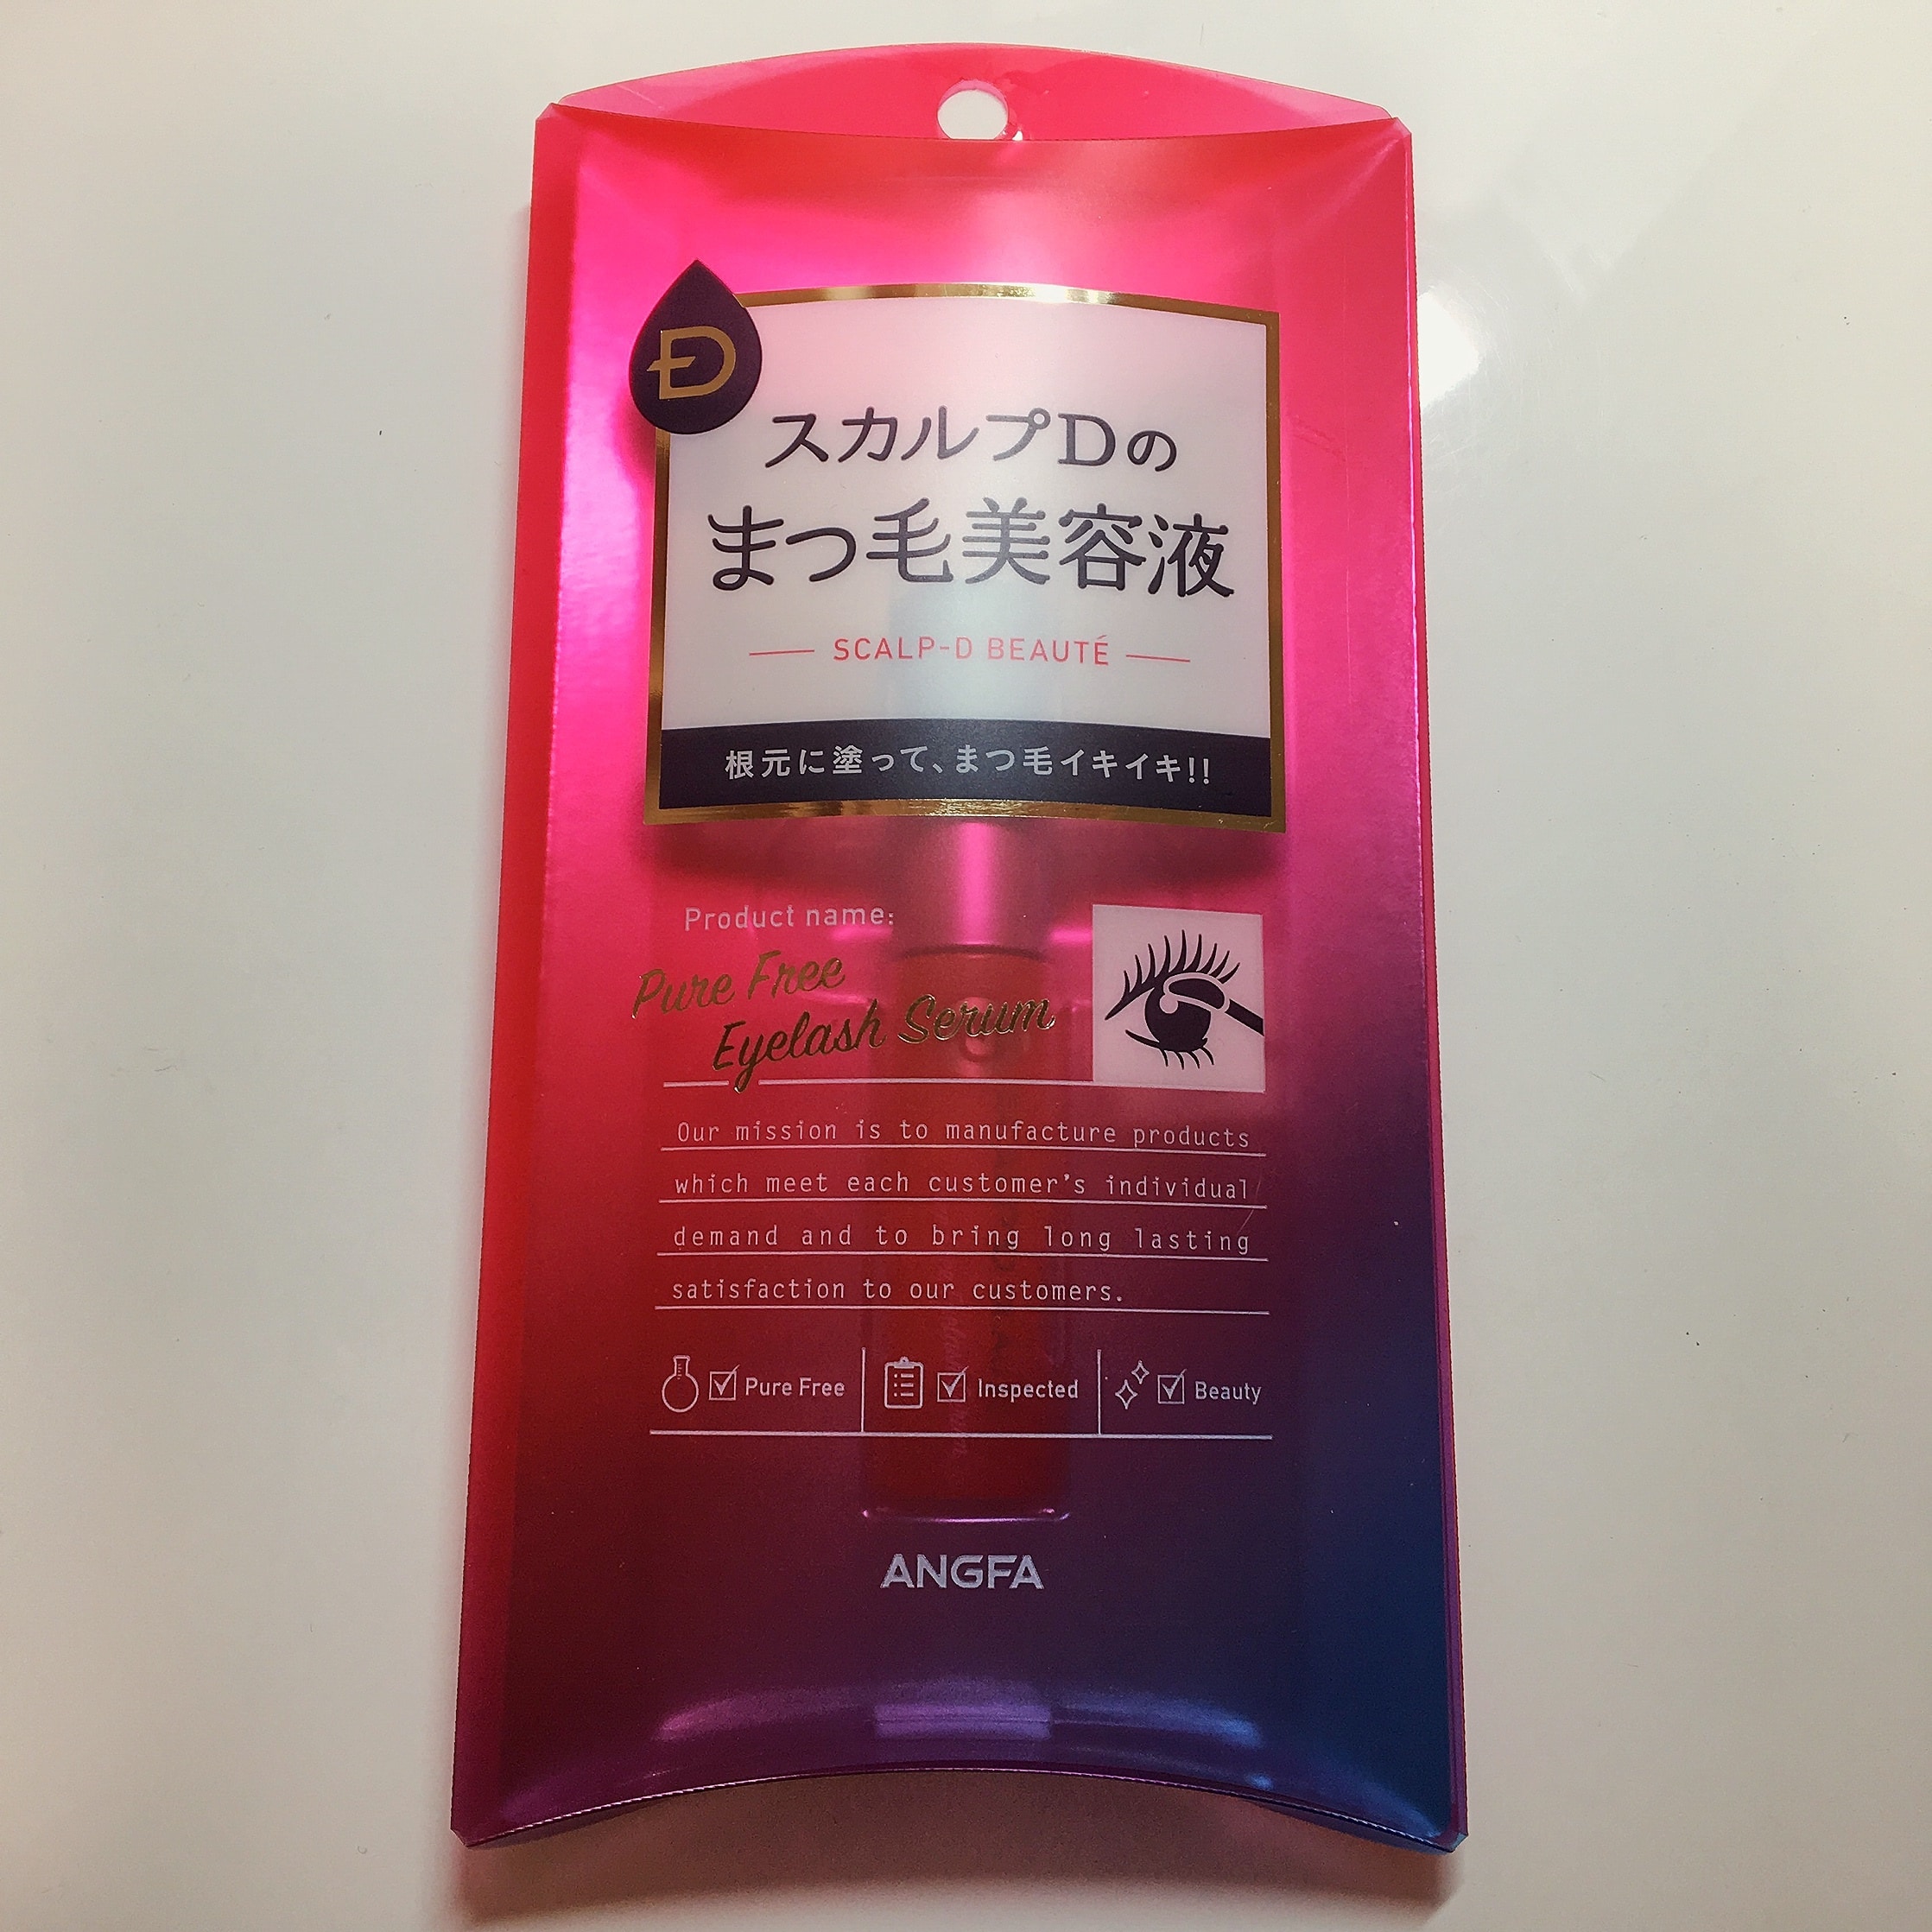 D
スカルプDの
まつ毛美容液
SCALP-D BEAUTÉ
根元に塗って、まつ毛イキイキ!!
Product name:
Pure Free
Eyelash Serum
Our mission is to manufacture products
which meet each customer's individual
demand and to bring long lasting
satisfaction to our customers.
Pure Free Inspected Beauty
ANGFA